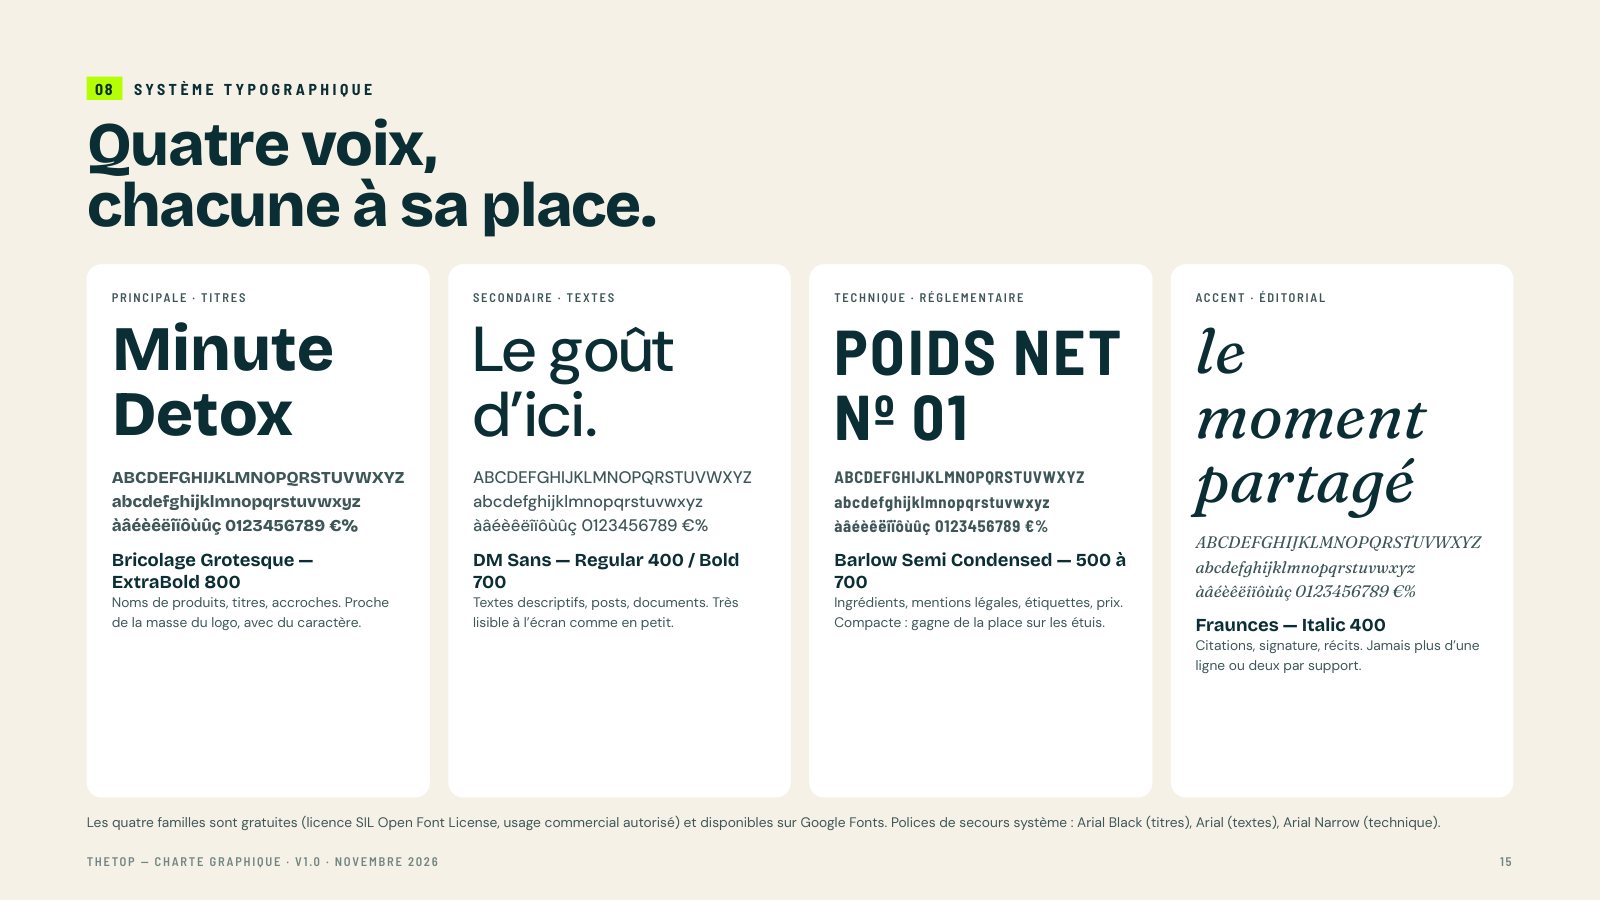 08 SYSTÈME TYPOGRAPHIQUE
Quatre voix,
chacune à sa place.
PRINCIPALE · TITRES
Minute
Detox
ABCDEFGHIJKLMNOPQRSTUVWXYZ
abcdefghijklmnopqrstuvwxyz
àâéèêëïîôùûç 0123456789 €%
Bricolage Grotesque —
ExtraBold 800
Noms de produits, titres, accroches. Proche
de la masse du logo, avec du caractère.
SECONDAIRE · TEXTES
Le goût
d’ici.
ABCDEFGHIJKLMNOPQRSTUVWXYZ
abcdefghijklmnopqrstuvwxyz
àâéèêëïîôùûç 0123456789 €%
DM Sans — Regular 400 / Bold
700
Textes descriptifs, posts, documents. Très
lisible à l’écran comme en petit.
TECHNIQUE · RÉGLEMENTAIRE
POIDS NET
Nº 01
ABCDEFGHIJKLMNOPQRSTUVWXYZ
abcdefghijklmnopqrstuvwxyz
àâéèêëïîôùûç 0123456789 €%
Barlow Semi Condensed — 500 à
700
Ingrédients, mentions légales, étiquettes, prix.
Compacte : gagne de la place sur les étuis.
ACCENT · ÉDITORIAL
le
moment
partagé
ABCDEFGHIJKLMNOPQRSTUVWXYZ
abcdefghijklmnopqrstuvwxyz
àâéèêëïîôùûç 0123456789 €%
Fraunces — Italic 400
Citations, signature, récits. Jamais plus d’une
ligne ou deux par support.
Les quatre familles sont gratuites (licence SIL Open Font License, usage commercial autorisé) et disponibles sur Google Fonts. Polices de secours système : Arial Black (titres), Arial (textes), Arial Narrow (technique).
THETOP — CHARTE GRAPHIQUE · V1.0 · NOVEMBRE 2026
15